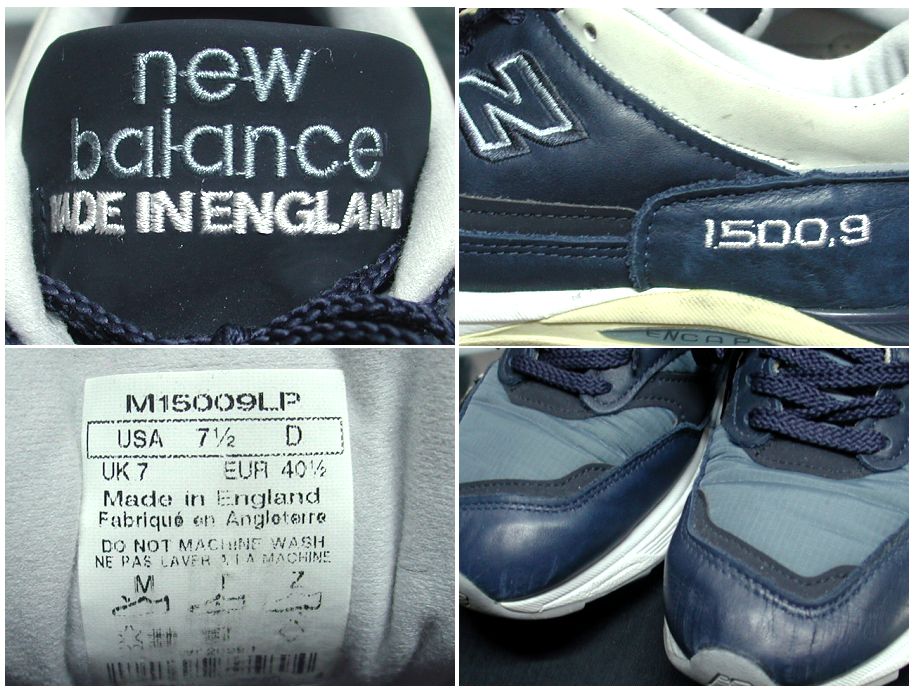 new
balance
MADE IN ENGLAND
N
1500.9
ENCAP
M15009LP
USA 7½ D
UK 7 EUR 40½
Made in England
Fabriqué en Angleterre
DO NOT MACHINE WASH
NE PAS LAVER À LA MACHINE
M L Z